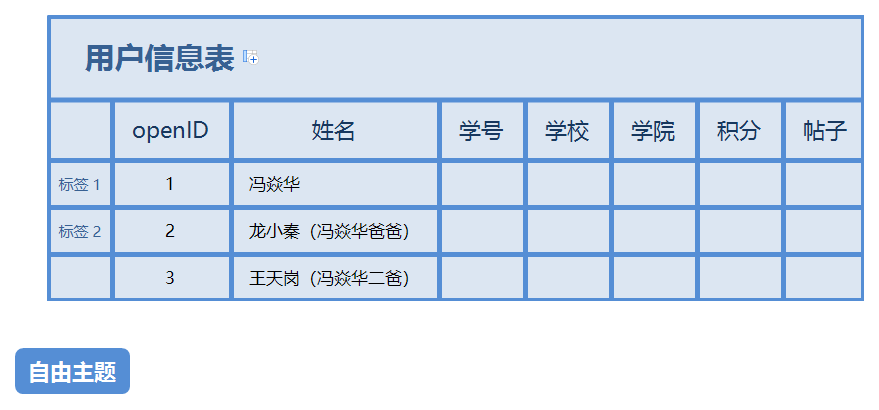 用户信息表
openID 姓名 学号 学校 学院 积分 帖子
标签 1 1 冯焱华
标签 2 2 龙小秦（冯焱华爸爸）
3 王天岗（冯焱华二爸）
自由主题